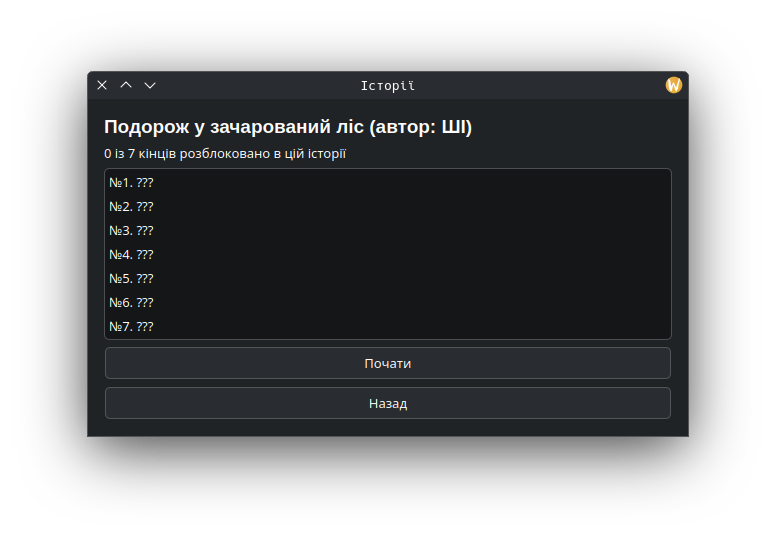 Історії
Подорож у зачарований ліс (автор: ШІ)
0 із 7 кінців розблоковано в цій історії
№1. ???
№2. ???
№3. ???
№4. ???
№5. ???
№6. ???
№7. ???
Почати
Назад